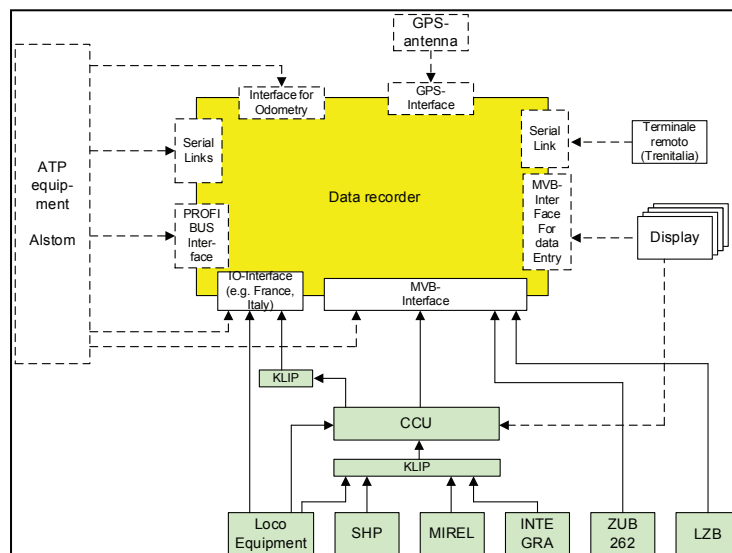 GPS-
antenna
Interface for
Odometry
GPS-
Interface
Serial
Links
Serial
Link
Terminale
remoto
(Trenitalia)
ATP
equip-
ment
Alstom
Data recorder
PROFI
BUS
Inter-
face
MVB-
Inter
Face
For
data
Entry
Display
IO-Interface
(e.g. France,
Italy)
MVB-
Interface
KLIP
CCU
KLIP
Loco
Equipment
SHP
MIREL
INTE
GRA
ZUB
262
LZB